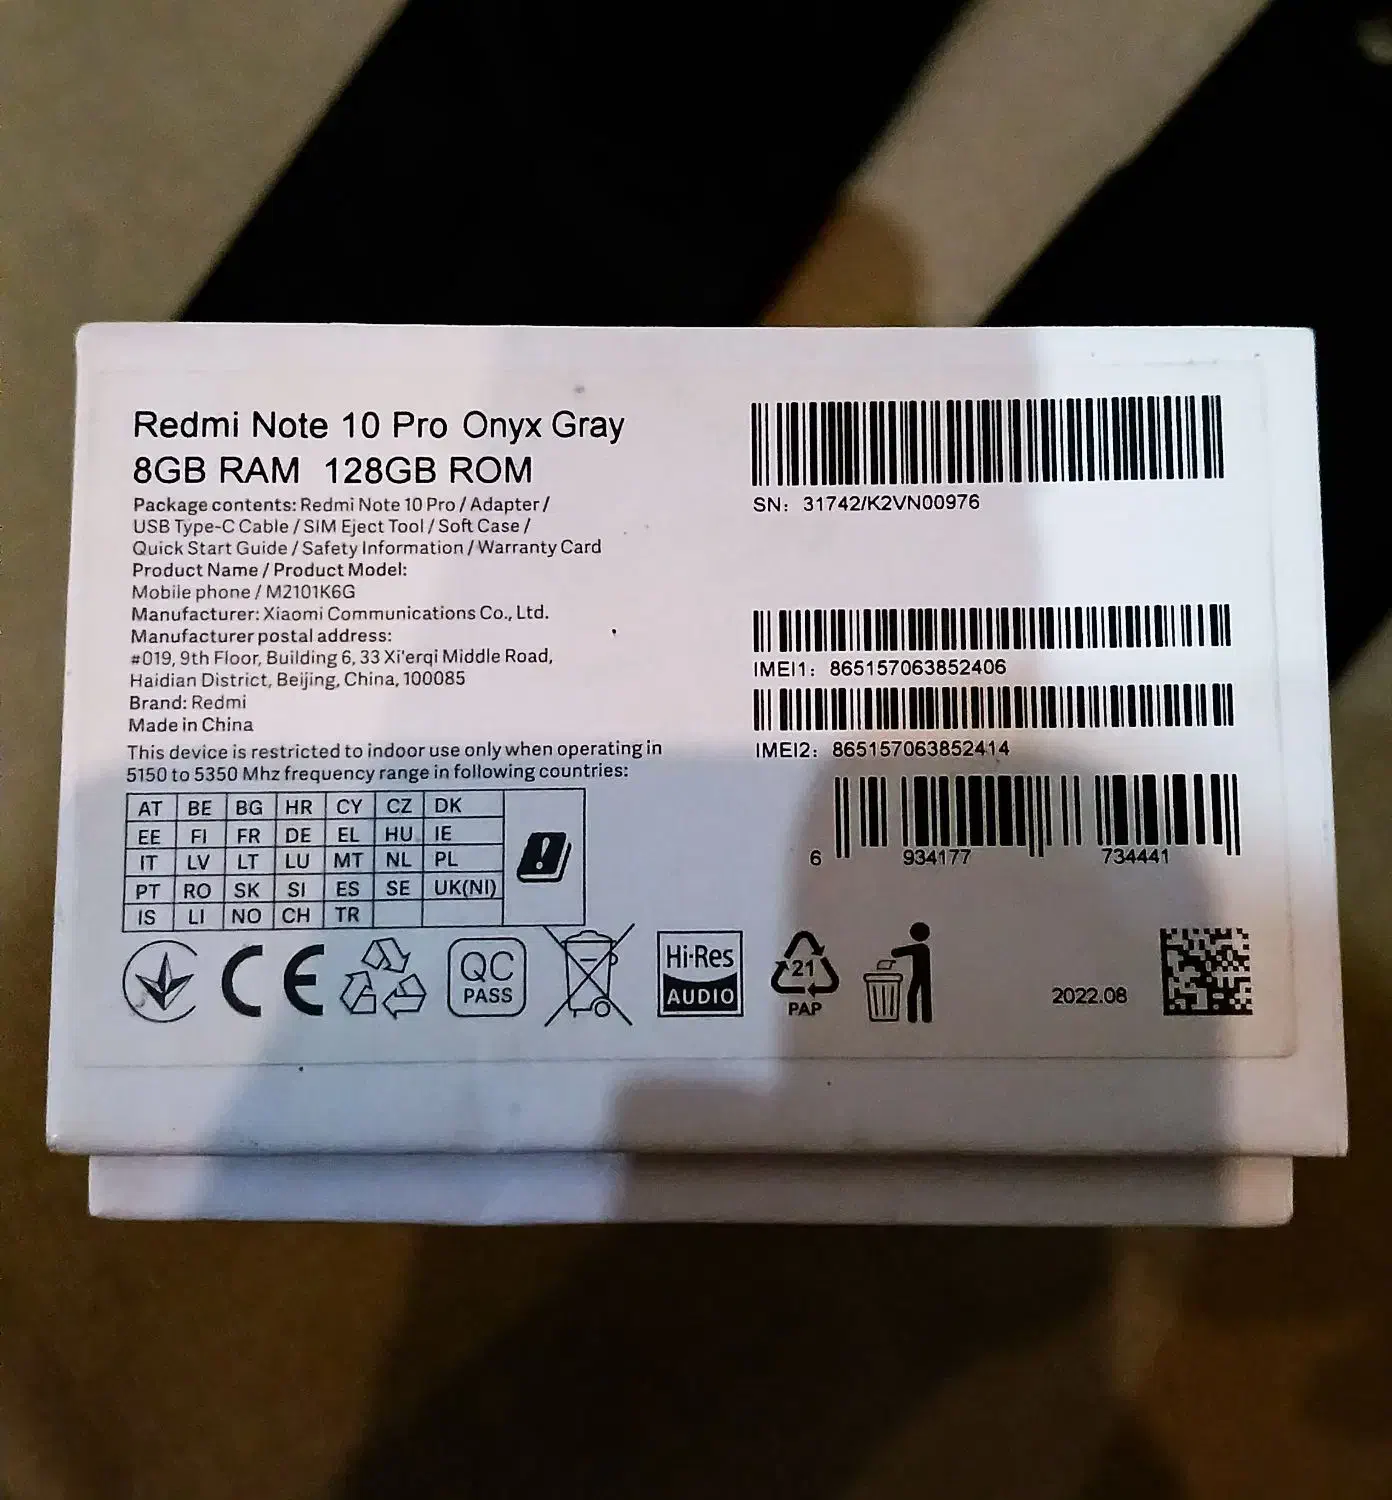 Redmi Note 10 Pro Onyx Gray
8GB RAM 128GB ROM
Package contents: Redmi Note 10 Pro / Adapter /
USB Type-C Cable / SIM Eject Tool / Soft Case /
Quick Start Guide / Safety Information / Warranty Card
Product Name / Product Model:
Mobile phone / M2101K6G
Manufacturer: Xiaomi Communications Co., Ltd.
Manufacturer postal address:
#019, 9th Floor, Building 6, 33 Xi'erqi Middle Road,
Haidian District, Beijing, China, 100085
Brand: Redmi
Made in China
This device is restricted to indoor use only when operating in
5150 to 5350 Mhz frequency range in following countries:
AT BE BG HR CY CZ DK
EE FI FR DE EL HU IE
IT LV LT LU MT NL PL
PT RO SK SI ES SE UK(NI)
IS LI NO CH TR
!
CE
QC
PASS
Hi-Res
AUDIO
21
PAP
SN: 31742/K2VN00976
IMEI1: 865157063852406
IMEI2: 865157063852414
6 934177 734441
2022.08